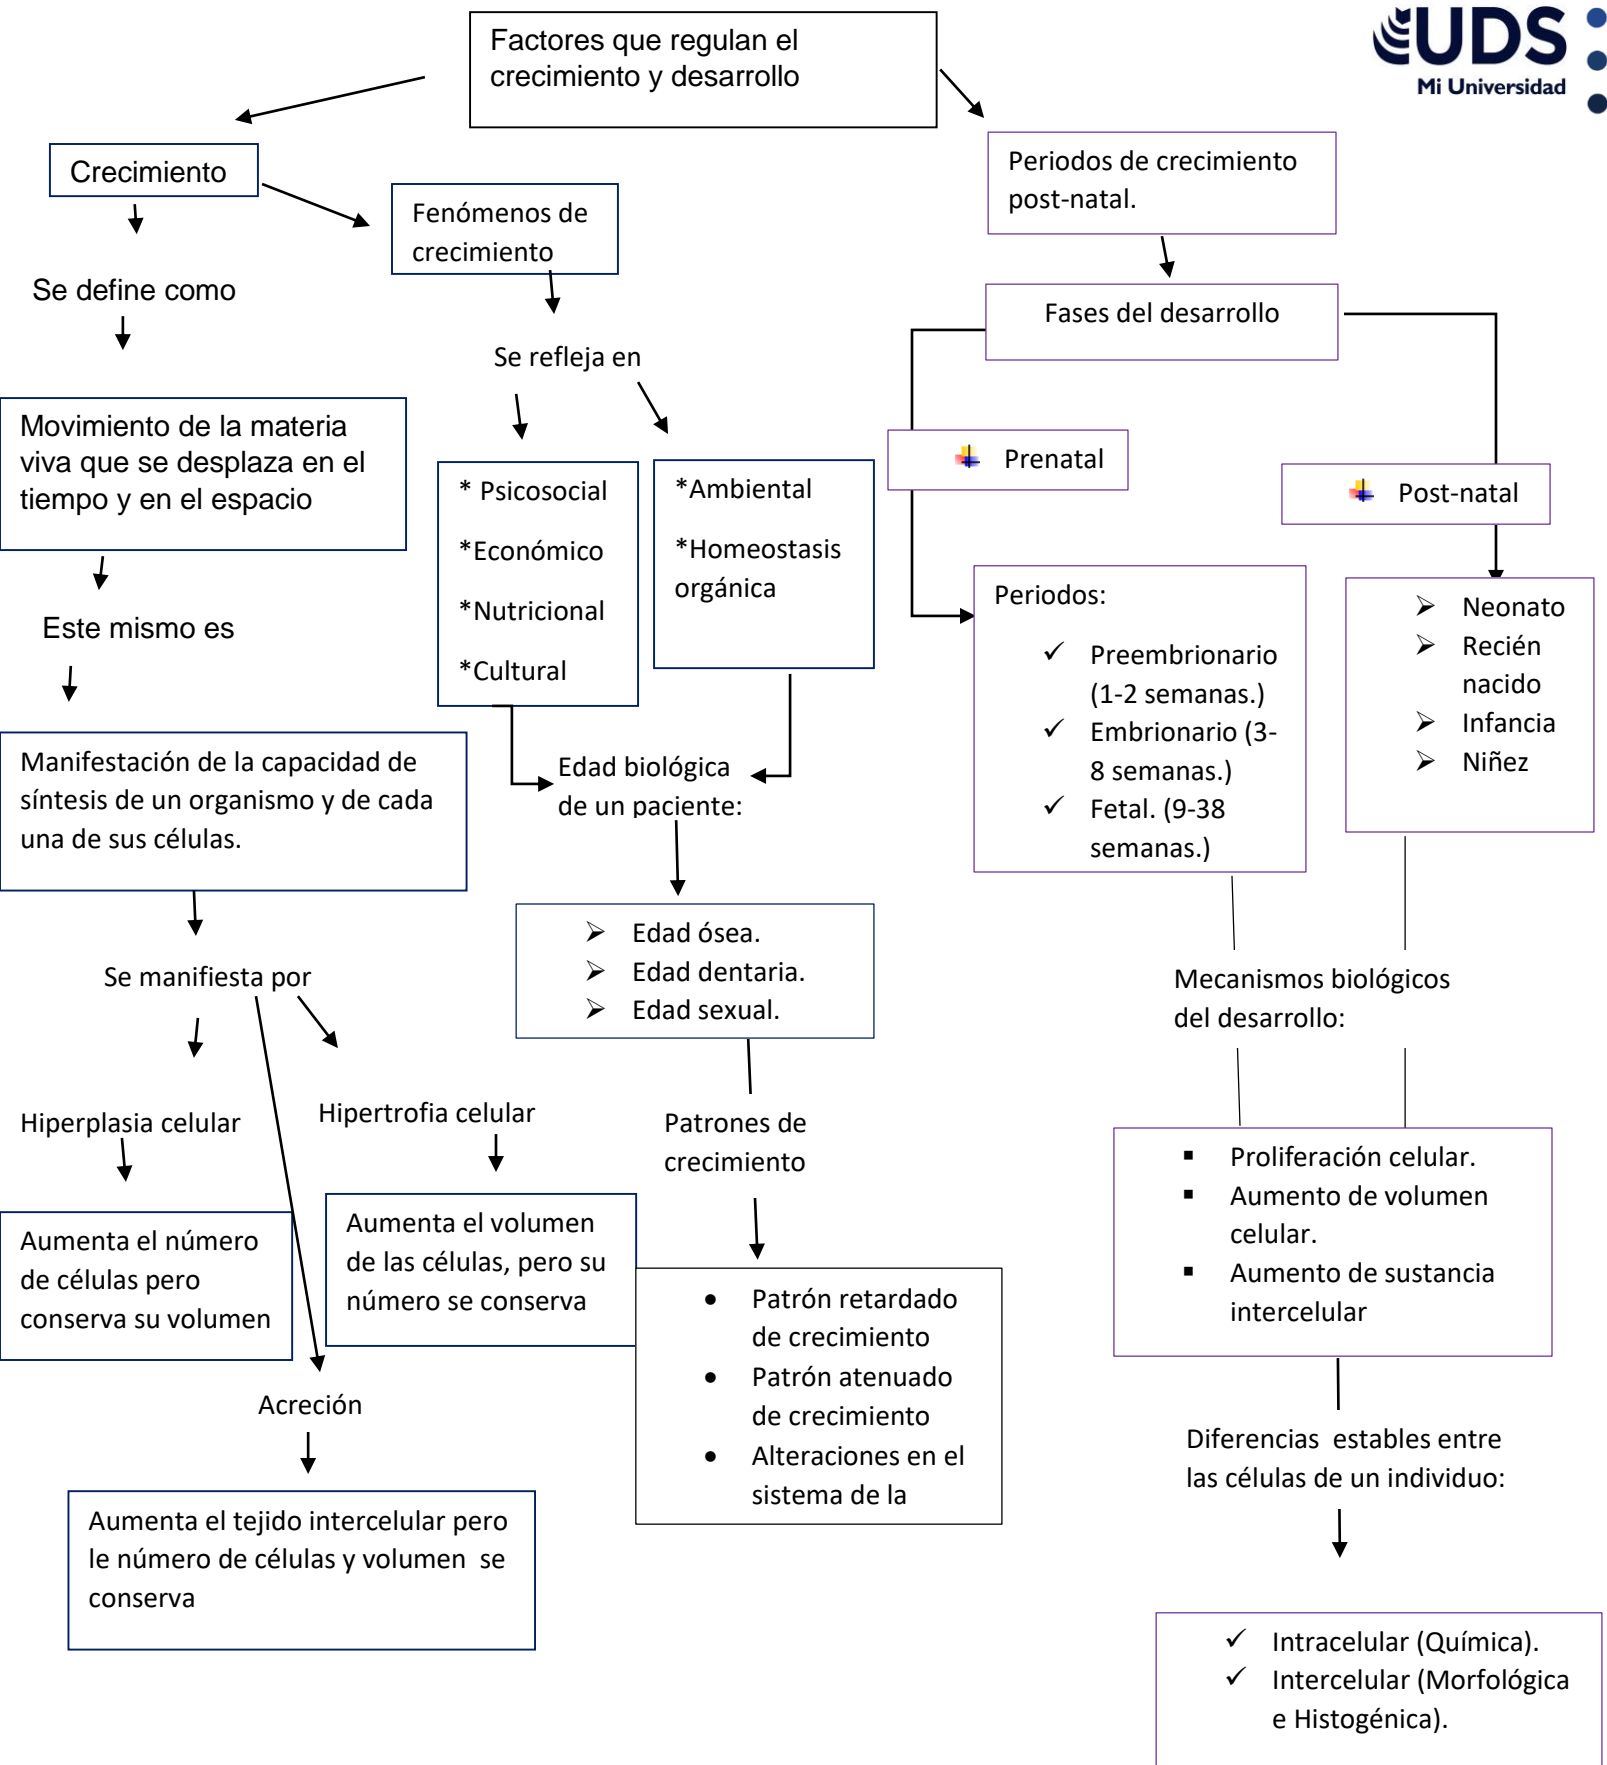 Factores que regulan el
crecimiento y desarrollo
UDS
Mi Universidad
Crecimiento
Fenómenos de
crecimiento
Periodos de crecimiento
post-natal.
Se define como
Fases del desarrollo
Se refleja en
Movimiento de la materia
viva que se desplaza en el
tiempo y en el espacio
* Psicosocial
*Económico
*Nutricional
*Cultural
*Ambiental
*Homeostasis
orgánica
Prenatal
Post-natal
Este mismo es
Periodos:
✓ Preembrionario
(1-2 semanas.)
✓ Embrionario (3-
8 semanas.)
✓ Fetal. (9-38
semanas.)
➢ Neonato
➢ Recién
nacido
➢ Infancia
➢ Niñez
Manifestación de la capacidad de
síntesis de un organismo y de cada
una de sus células.
Edad biológica
de un paciente:
➢ Edad ósea.
➢ Edad dentaria.
➢ Edad sexual.
Se manifiesta por
Mecanismos biológicos
del desarrollo:
Hiperplasia celular
Hipertrofia celular
Patrones de
crecimiento
▪ Proliferación celular.
▪ Aumento de volumen
celular.
▪ Aumento de sustancia
intercelular
Aumenta el número
de células pero
conserva su volumen
Aumenta el volumen
de las células, pero su
número se conserva
• Patrón retardado
de crecimiento
• Patrón atenuado
de crecimiento
• Alteraciones en el
sistema de la
Acreción
Diferencias  estables entre
las células de un individuo:
Aumenta el tejido intercelular pero
le número de células y volumen  se
conserva
✓ Intracelular (Química).
✓ Intercelular (Morfológica
e Histogénica).